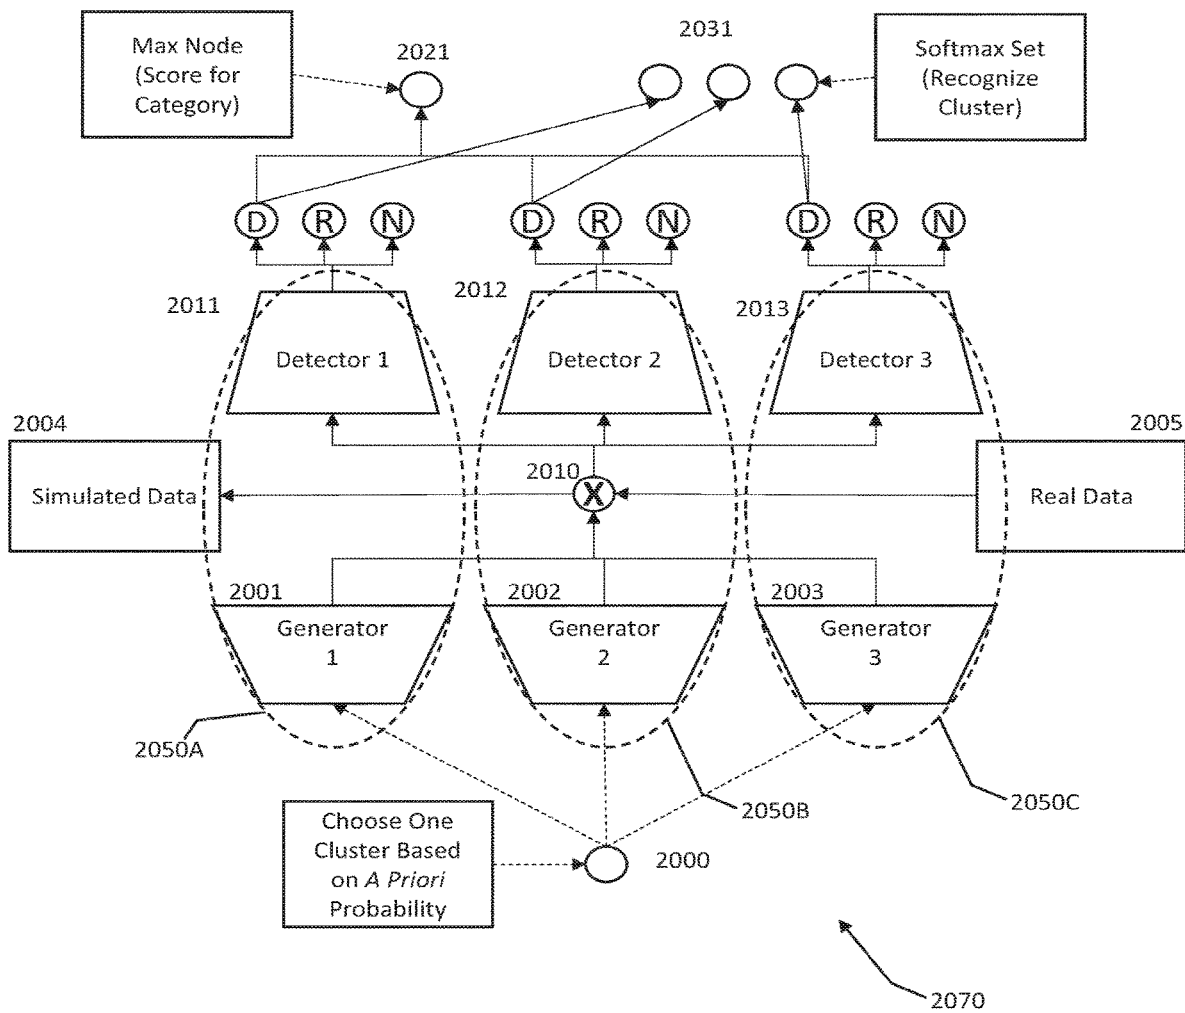 Max Node
(Score for
Category)
2021
2031
Softmax Set
(Recognize
Cluster)
D R N D R N D R N
2011
2012
2013
Detector 1
Detector 2
Detector 3
2004
2005
Simulated Data
2010
X
Real Data
2001
2002
2003
Generator
1
Generator
2
Generator
3
2050A
2050B
2050C
Choose One
Cluster Based
on A Priori
Probability
2000
2070